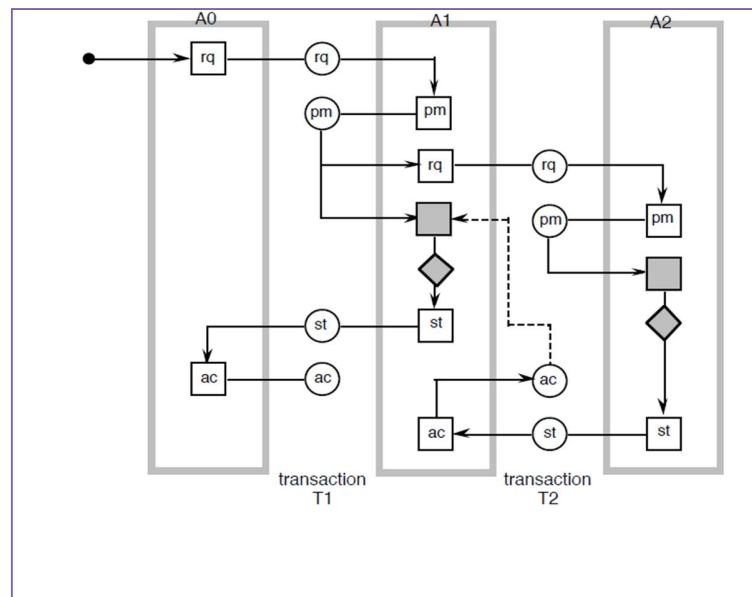 A0
A1
A2
rq
rq
pm
pm
rq
rq
pm
pm
st
st
ac
ac
ac
ac
st
st
transaction
T1
transaction
T2